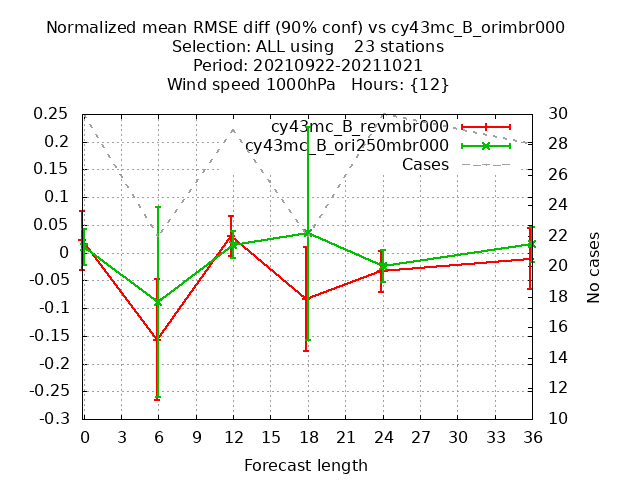 Normalized mean RMSE diff (90% conf) vs cy43mc_B_orimbr000
Selection: ALL using    23 stations
Period: 20210922-20211021
Wind speed 1000hPa   Hours: {12}
cy43mc_B_revmbr000
cy43mc_B_ori250mbr000
Cases
0.25
0.2
0.15
0.1
0.05
0
-0.05
-0.1
-0.15
-0.2
-0.25
-0.3
30
28
26
24
22
20
18
16
14
12
10
No cases
0 3 6 9 12 15 18 21 24 27 30 33 36
Forecast length